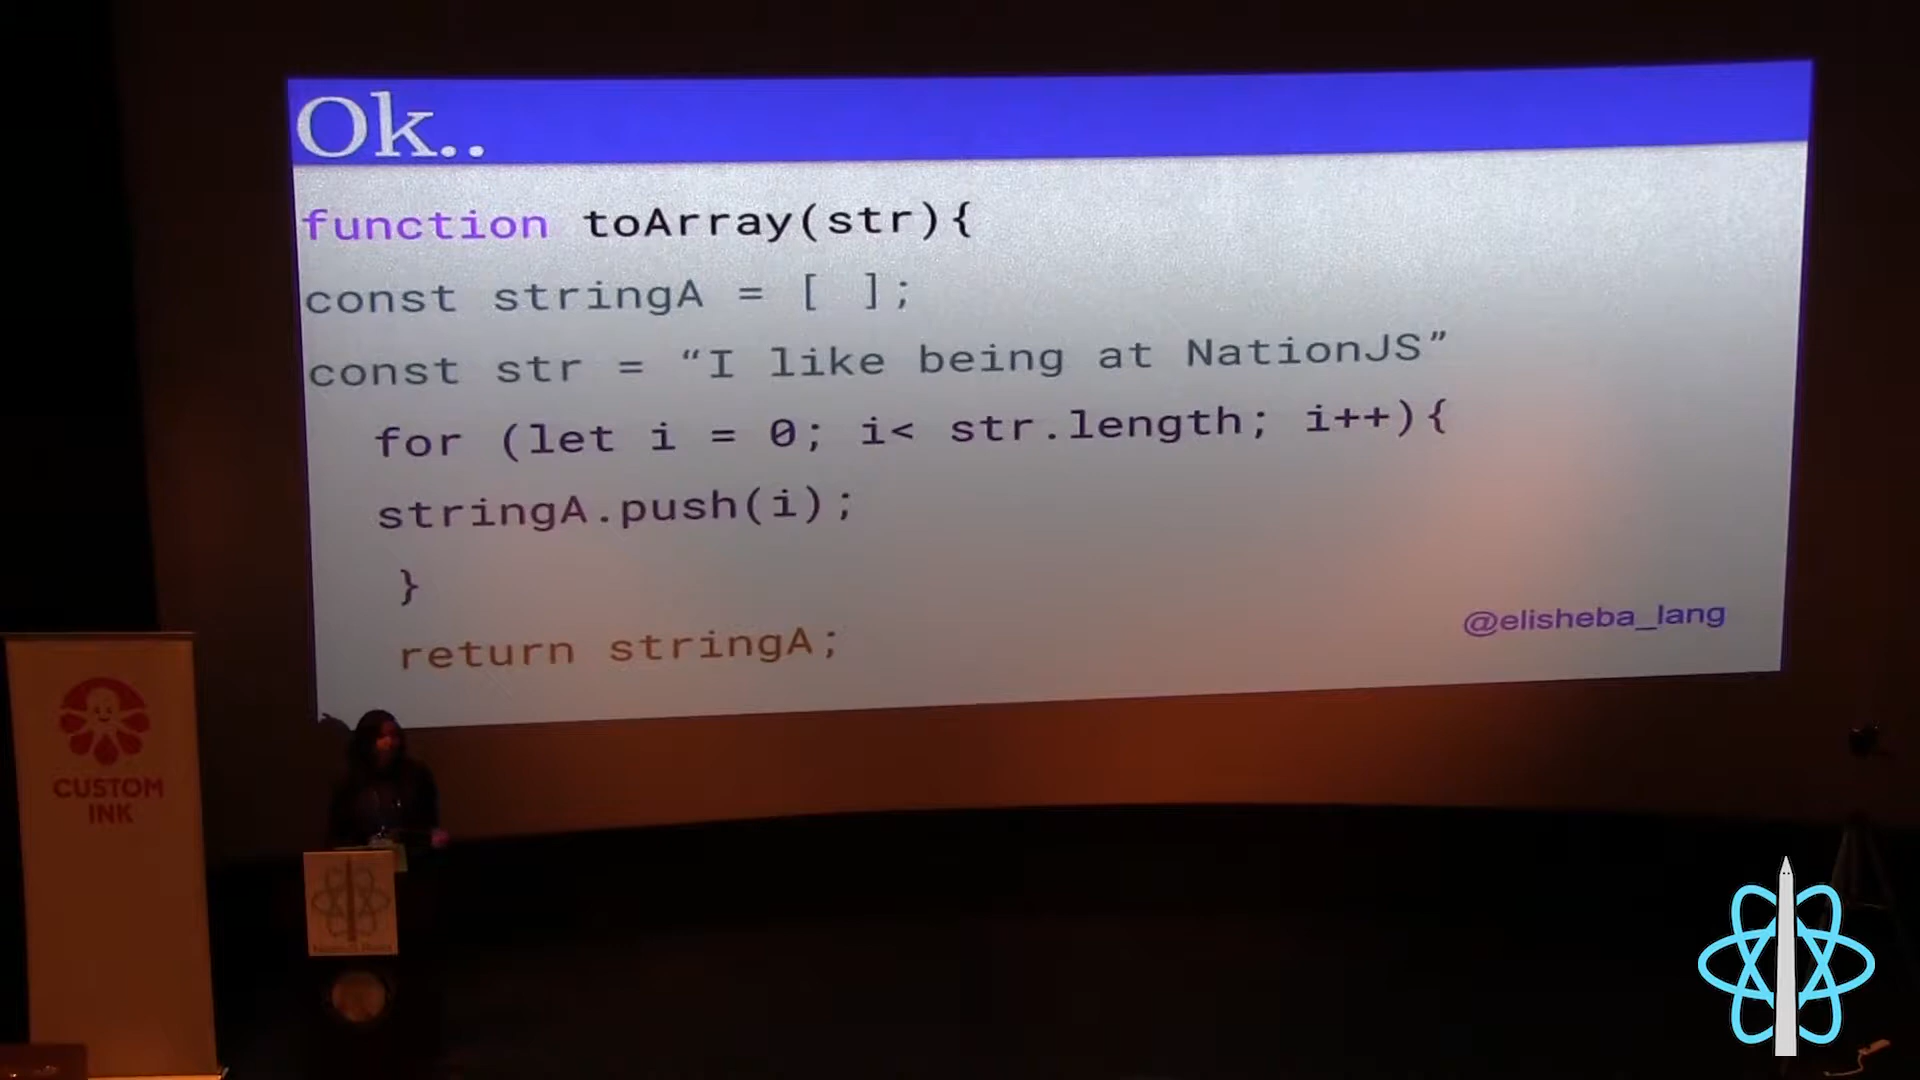 Ok..
function toArray(str){
const stringA = [ ];
const str = “I like being at NationJS”
for (let i = 0; i< str.length; i++){
stringA.push(i);
}
return stringA;
@elisheba_lang
CUSTOM
INK